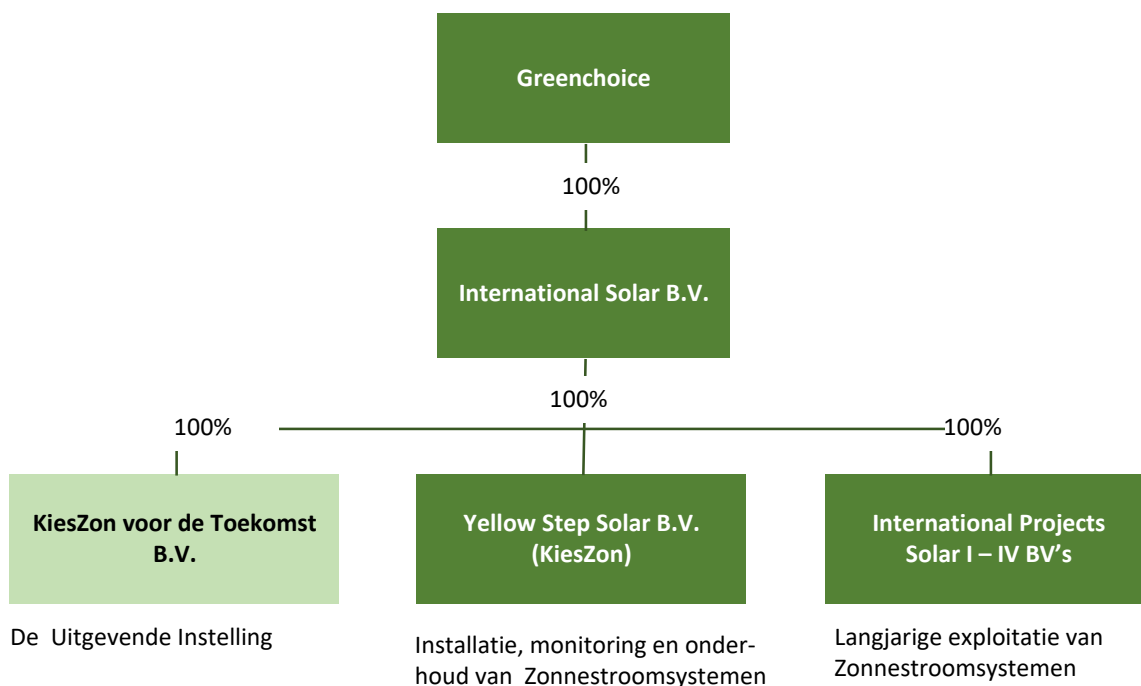 Greenchoice
100%
International Solar B.V.
100%
100%
100%
KiesZon voor de Toekomst
B.V.
Yellow Step Solar B.V.
(KiesZon)
International Projects
Solar I – IV BV’s
De Uitgevende Instelling
Installatie, monitoring en onder-
houd van Zonnestroomsystemen
Langjarige exploitatie van
Zonnestroomsystemen